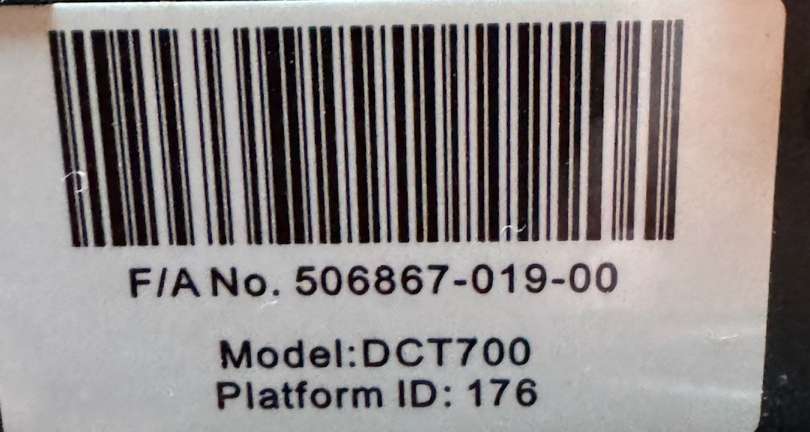 F/A No. 506867-019-00
Model:DCT700
Platform ID: 176